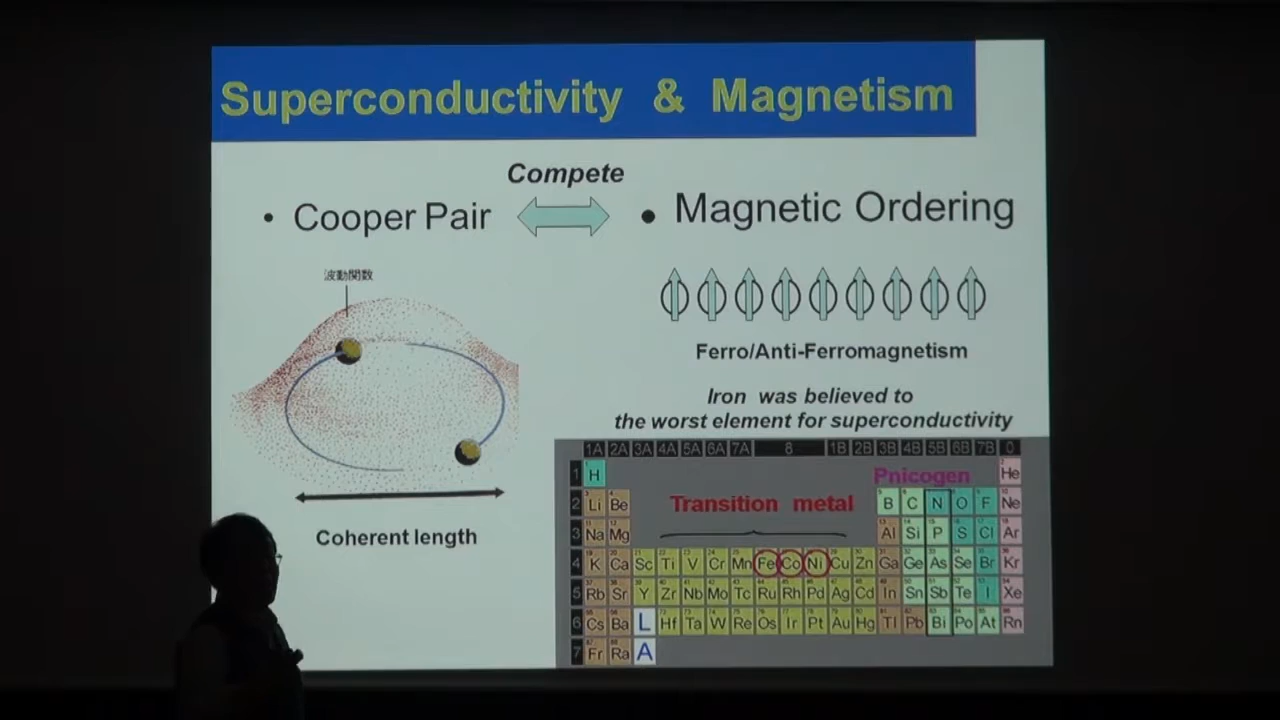 Superconductivity & Magnetism
Compete
• Cooper Pair
• Magnetic Ordering
波動関数
Coherent length
Ferro/Anti-Ferromagnetism
Iron was believed to
the worst element for superconductivity
1A 2A 3A 4A 5A 6A 7A 8 1B 2B 3B 4B 5B 6B 7B 0
Pnicogen
Transition metal
1 H He
2 Li Be B C N O F Ne
3 Na Mg Al Si P S Cl Ar
4 K Ca Sc Ti V Cr Mn Fe Co Ni Cu Zn Ga Ge As Se Br Kr
5 Rb Sr Y Zr Nb Mo Tc Ru Rh Pd Ag Cd In Sn Sb Te I Xe
6 Cs Ba L Hf Ta W Re Os Ir Pt Au Hg Tl Pb Bi Po At Rn
7 Fr Ra A